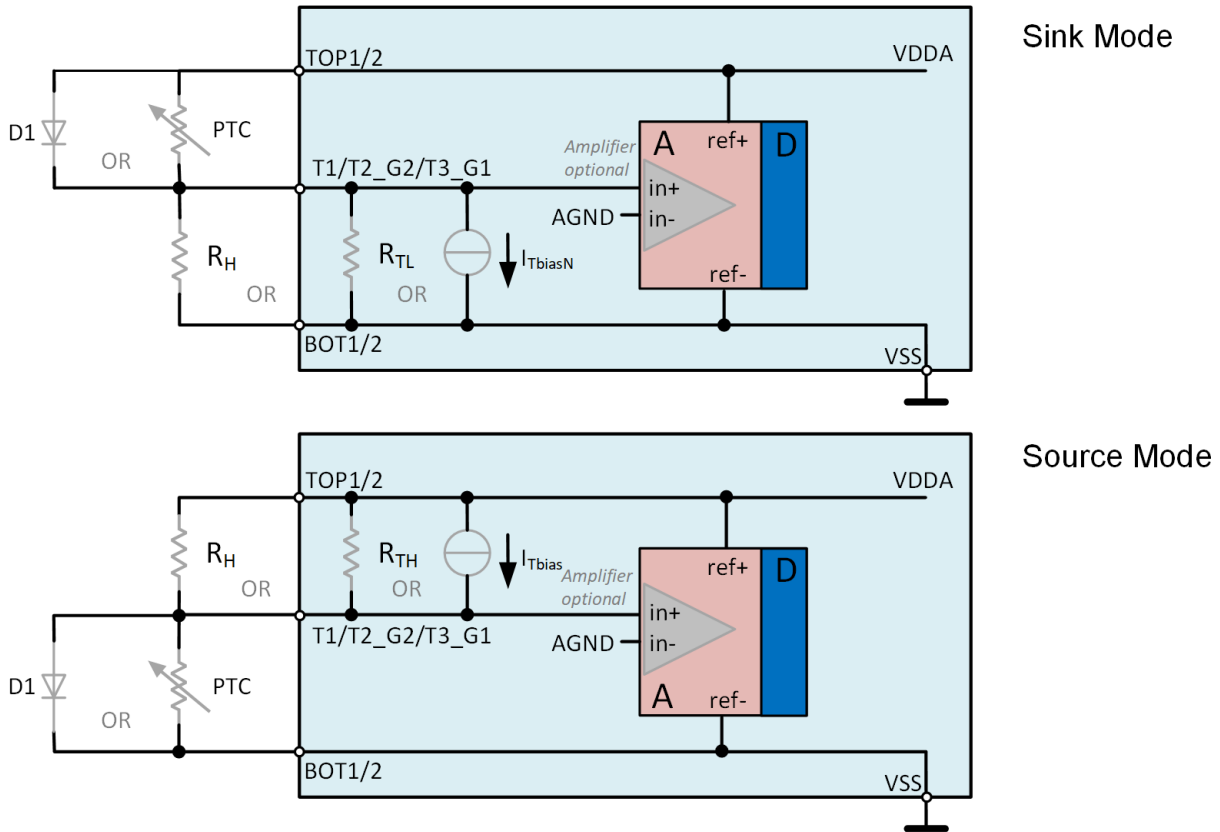 Sink Mode
TOP1/2
VDDA
D1
PTC
OR
A
ref+
D
Amplifier
optional
T1/T2_G2/T3_G1
in+
AGND
in-
RH
OR
RTL
OR
ITbiasN
ref-
BOT1/2
VSS
Source Mode
TOP1/2
VDDA
RH
OR
RTH
OR
ITbias
Amplifier
optional
ref+
D
T1/T2_G2/T3_G1
in+
AGND
in-
D1
PTC
OR
A
ref-
BOT1/2
VSS